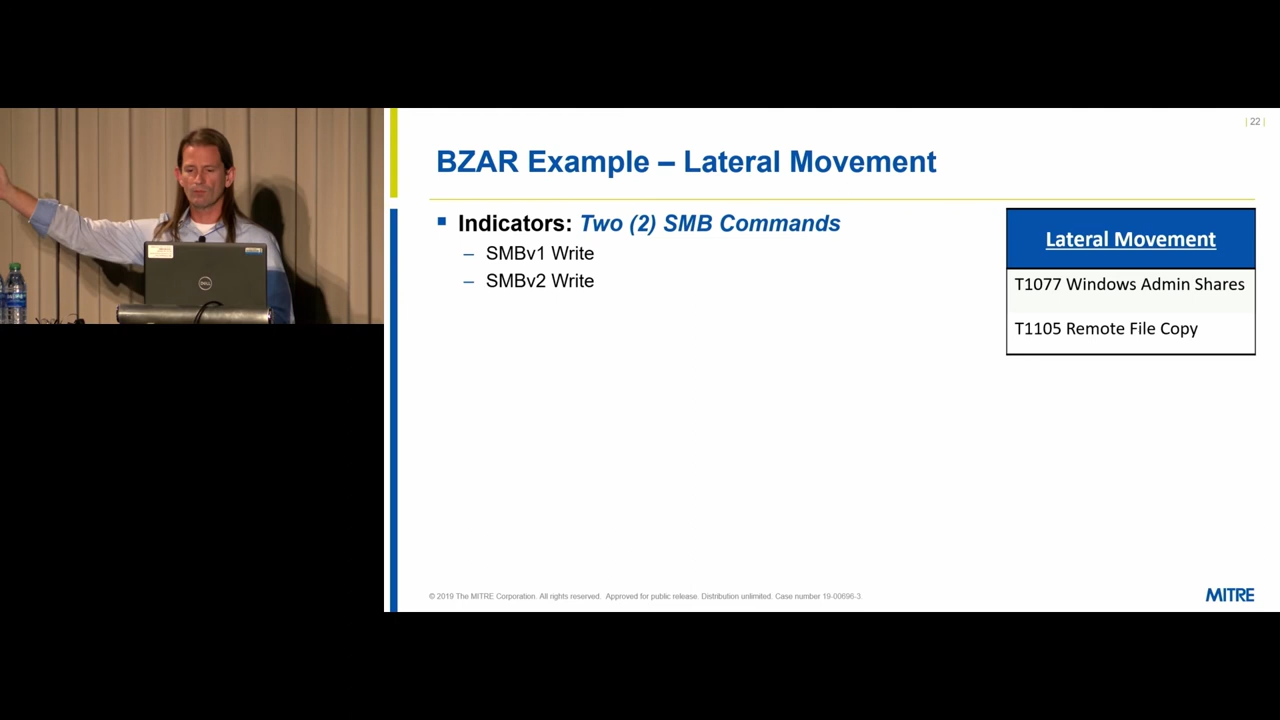 | 22 |
BZAR Example – Lateral Movement
▪ Indicators: Two (2) SMB Commands
– SMBv1 Write
– SMBv2 Write
Lateral Movement
T1077 Windows Admin Shares
T1105 Remote File Copy
© 2019 The MITRE Corporation. All rights reserved. Approved for public release. Distribution unlimited. Case number 19-00696-3.
MITRE
DELL